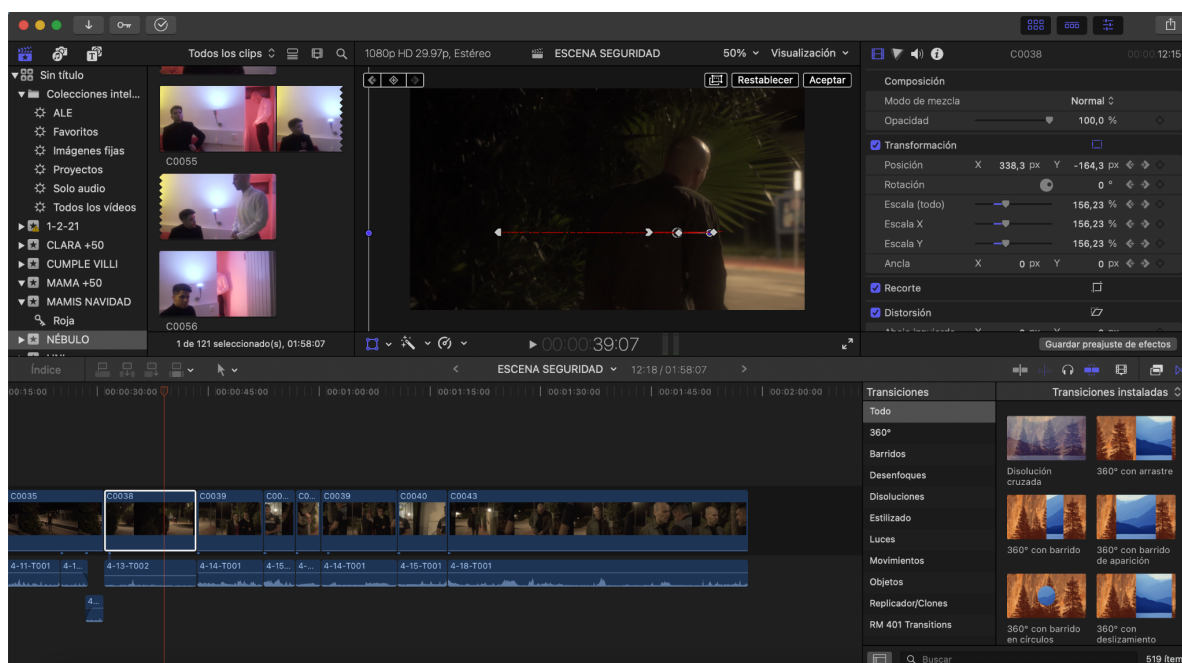 Todos los clips
1080p HD 29.97p, Estéreo
ESCENA SEGURIDAD
50%
Visualización
C0038
00:00:12:15
Sin título
Colecciones intel...
ALE
Favoritos
Imágenes fijas
Proyectos
Solo audio
Todos los vídeos
1-2-21
CLARA +50
CUMPLE VILLI
MAMA +50
MAMIS NAVIDAD
Roja
NÉBULO
C0055
C0056
1 de 121 seleccionado(s), 01:58:07
Restablecer
Aceptar
00:00:39:07
Composición
Modo de mezcla Normal
Opacidad 100,0 %
Transformación
Posición X 338,3 px Y -164,3 px
Rotación 0 °
Escala (todo) 156,23 %
Escala X 156,23 %
Escala Y 156,23 %
Ancla X 0 px Y 0 px
Recorte
Distorsión
Guardar preajuste de efectos
Índice
ESCENA SEGURIDAD
12:18 / 01:58:07
00:15:00 00:00:30:00 00:00:45:00 00:01:00:00 00:01:15:00 00:01:30:00 00:01:45:00 00:02:00:00
C0035 C0038 C0039 C00... C0... C0039 C0040 C0043
4-11-T001 4-1... 4-13-T002 4-14-T001 4-15... 4-... 4-14-T001 4-15-T001 4-18-T001
4...
Transiciones
Transiciones instaladas
Todo
360°
Barridos
Desenfoques
Disoluciones
Estilizado
Luces
Movimientos
Objetos
Replicador/Clones
RM 401 Transitions
Disolución
cruzada
360° con arrastre
360° con barrido
360° con barrido
de aparición
360° con barrido
en círculos
360° con
deslizamiento
Buscar
519 ítem